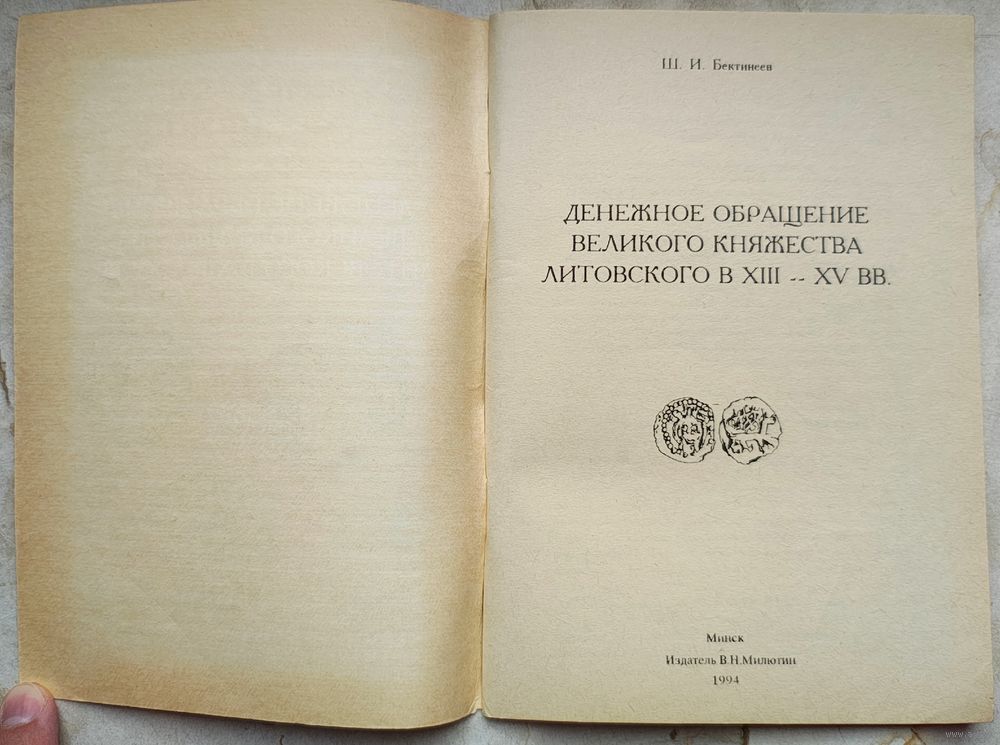 Ш. И. Бектинеев
ДЕНЕЖНОЕ ОБРАЩЕНИЕ
ВЕЛИКОГО КНЯЖЕСТВА
ЛИТОВСКОГО В XIII -- XV ВВ.
Минск
Издатель В.Н.Милютин
1994